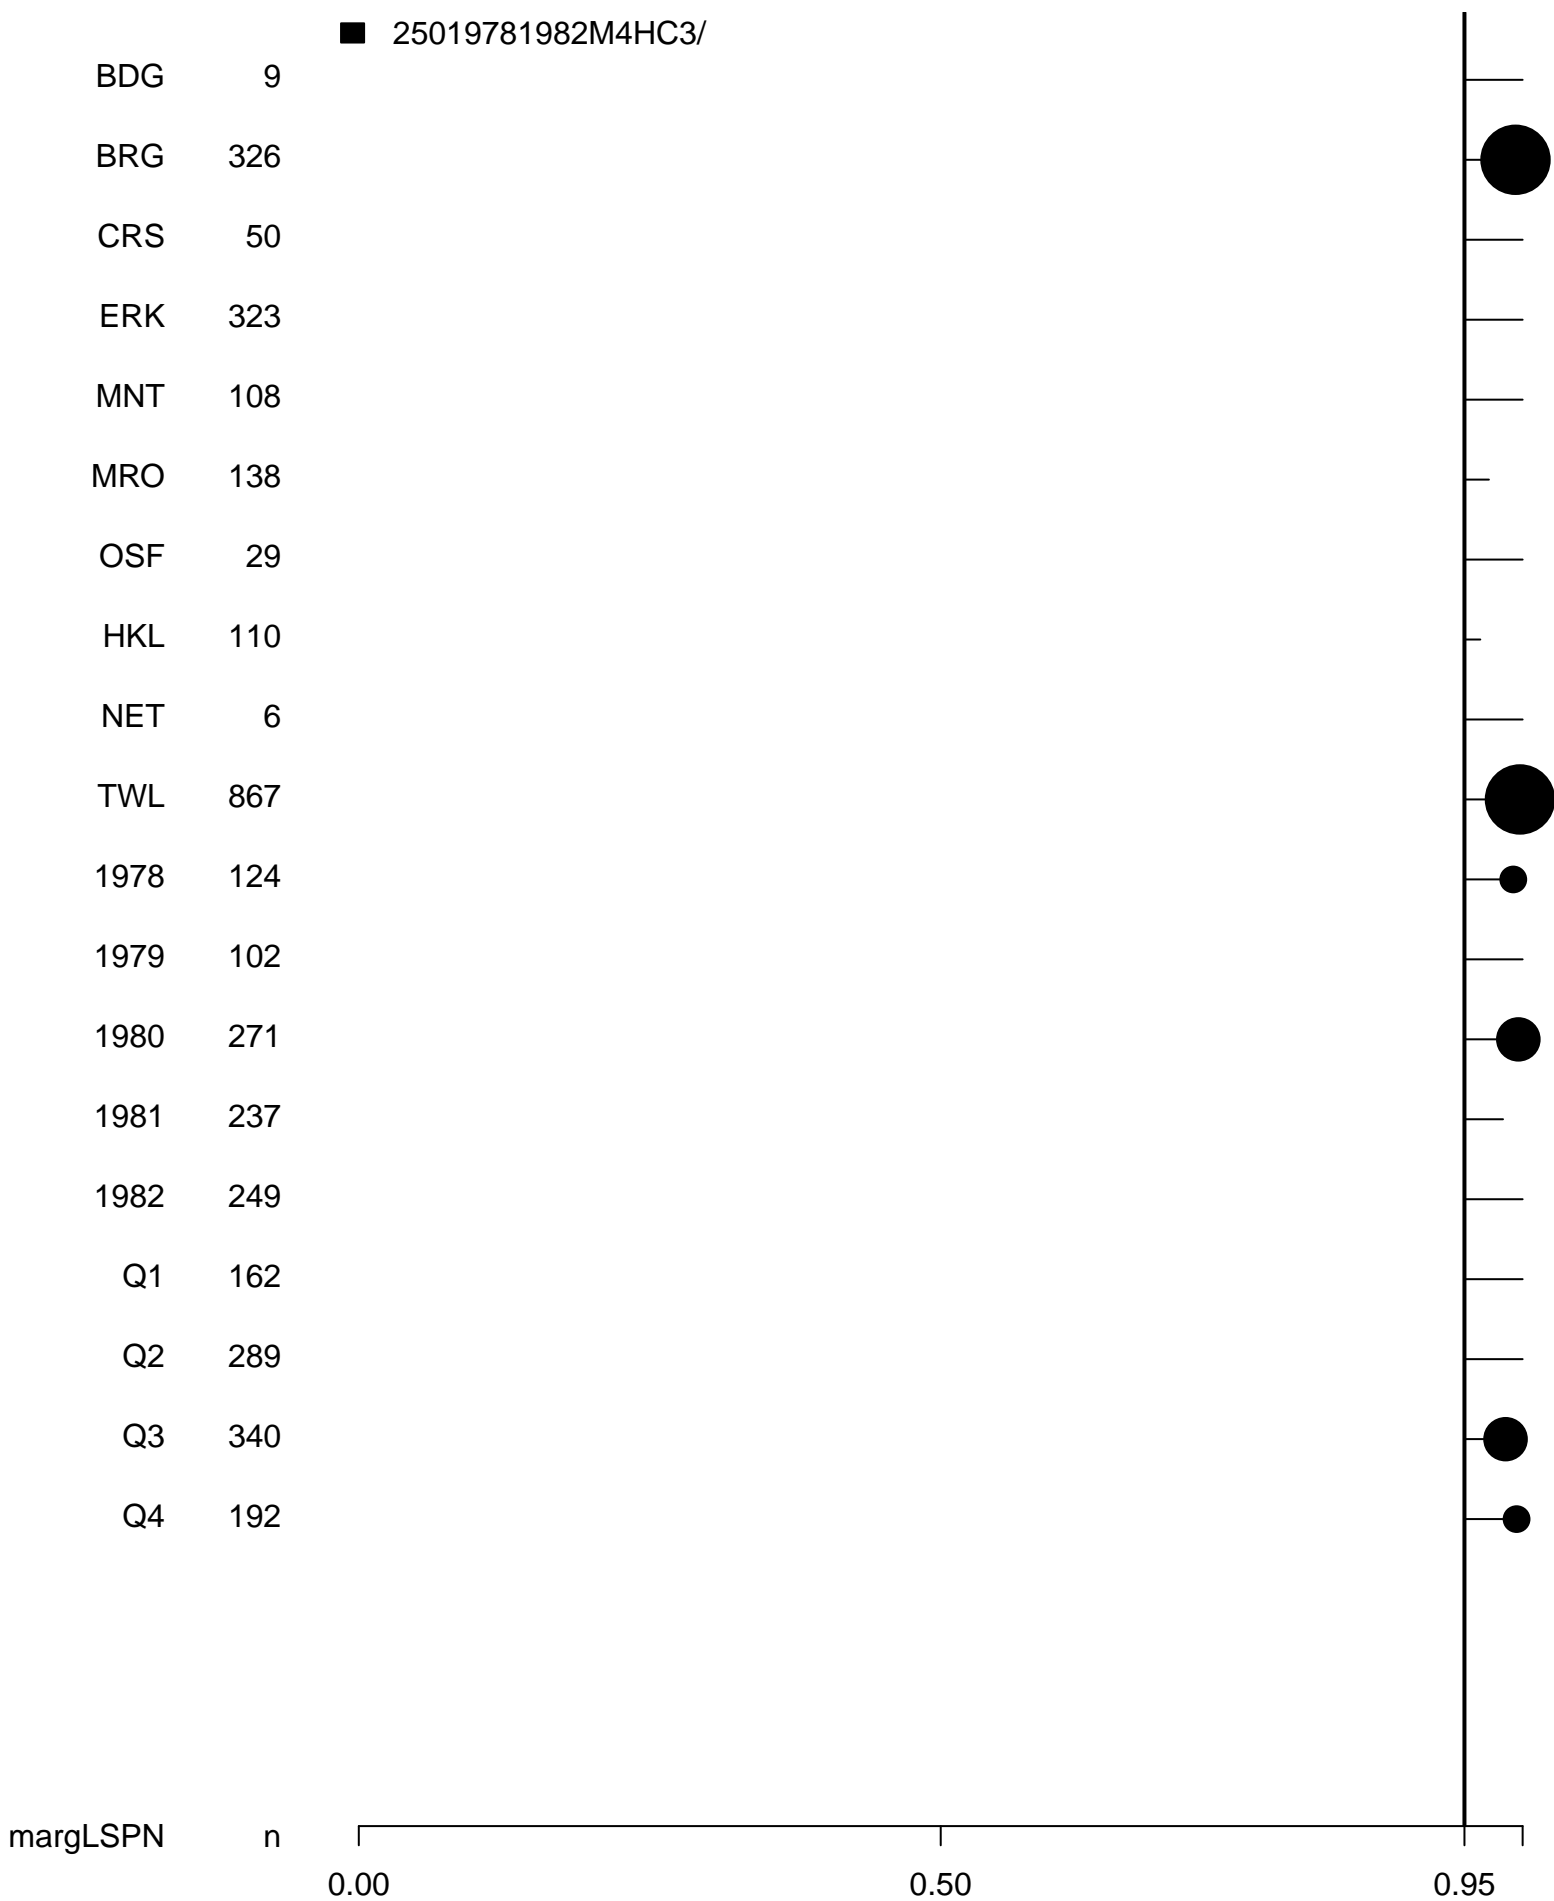 25019781982M4HC3/
BDG 9
BRG 326
CRS 50
ERK 323
MNT 108
MRO 138
OSF 29
HKL 110
NET 6
TWL 867
1978 124
1979 102
1980 271
1981 237
1982 249
Q1 162
Q2 289
Q3 340
Q4 192
margLSPN n
0.00 0.50 0.95